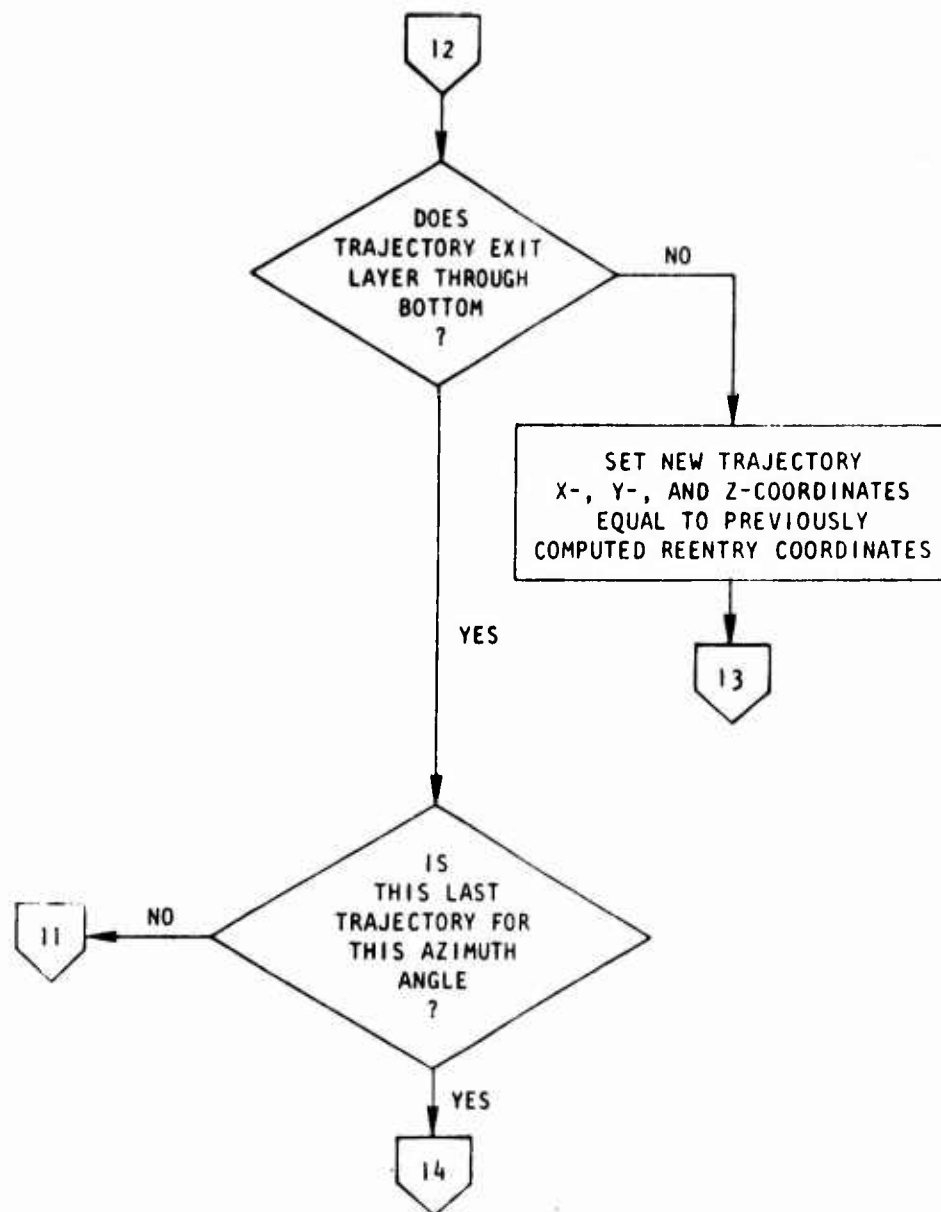 12
DOES
TRAJECTORY EXIT
LAYER THROUGH
BOTTOM
?
NO
SET NEW TRAJECTORY
X-, Y-, AND Z-COORDINATES
EQUAL TO PREVIOUSLY
COMPUTED REENTRY COORDINATES
YES
13
IS
THIS LAST
TRAJECTORY FOR
THIS AZIMUTH
ANGLE
?
NO
11
YES
14